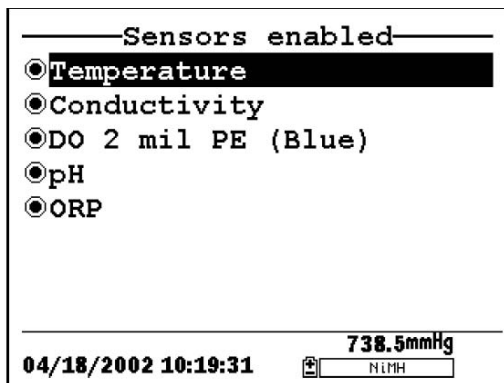 Sensors enabled
Temperature
Conductivity
DO 2 mil PE (Blue)
pH
ORP
738.5mmHg
04/18/2002 10:19:31
NiMH